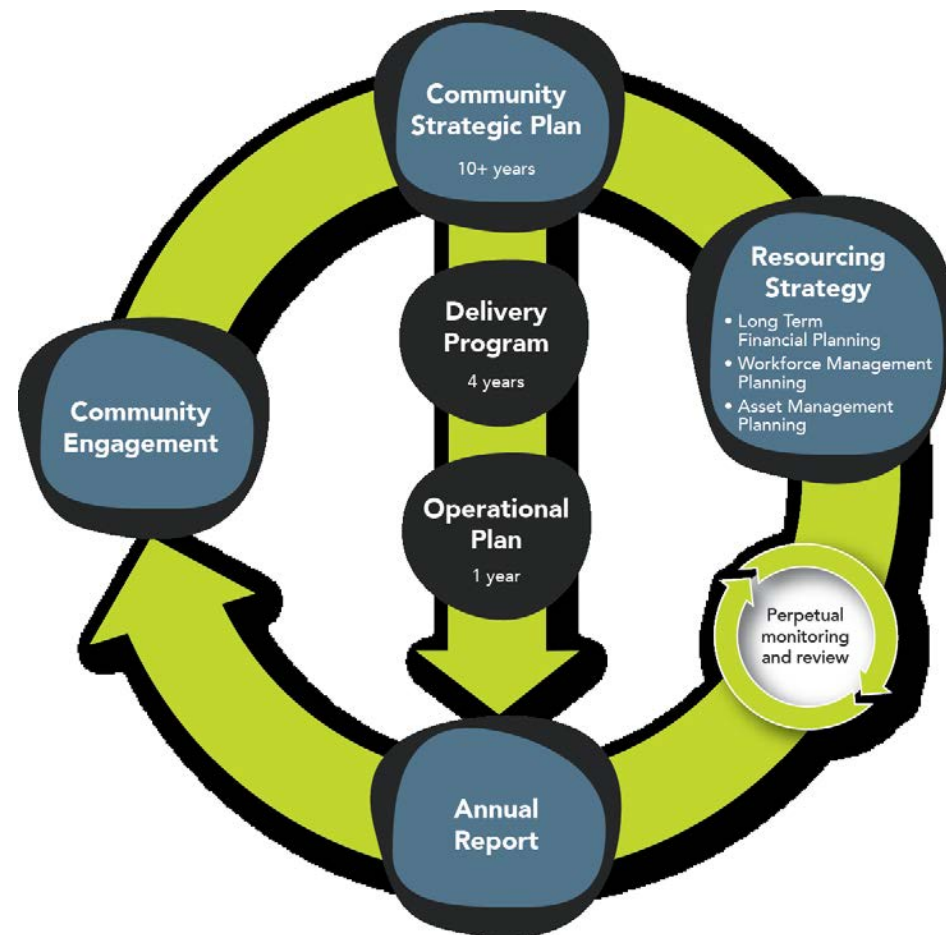 Community
Strategic Plan
10+ years
Resourcing
Strategy
• Long Term
Financial Planning
• Workforce Management
Planning
• Asset Management
Planning
Delivery
Program
4 years
Community
Engagement
Operational
Plan
1 year
Perpetual
monitoring
and review
Annual
Report